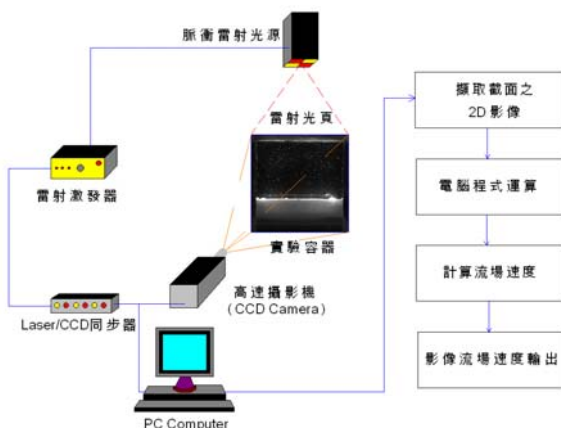 脈衝雷射光源
雷射光頁
雷射激發器
實驗容器
高速攝影機
(CCD Camera)
Laser/CCD同步器
PC Computer
擷取截面之
2D影像
電腦程式運算
計算流場速度
影像流場速度輸出